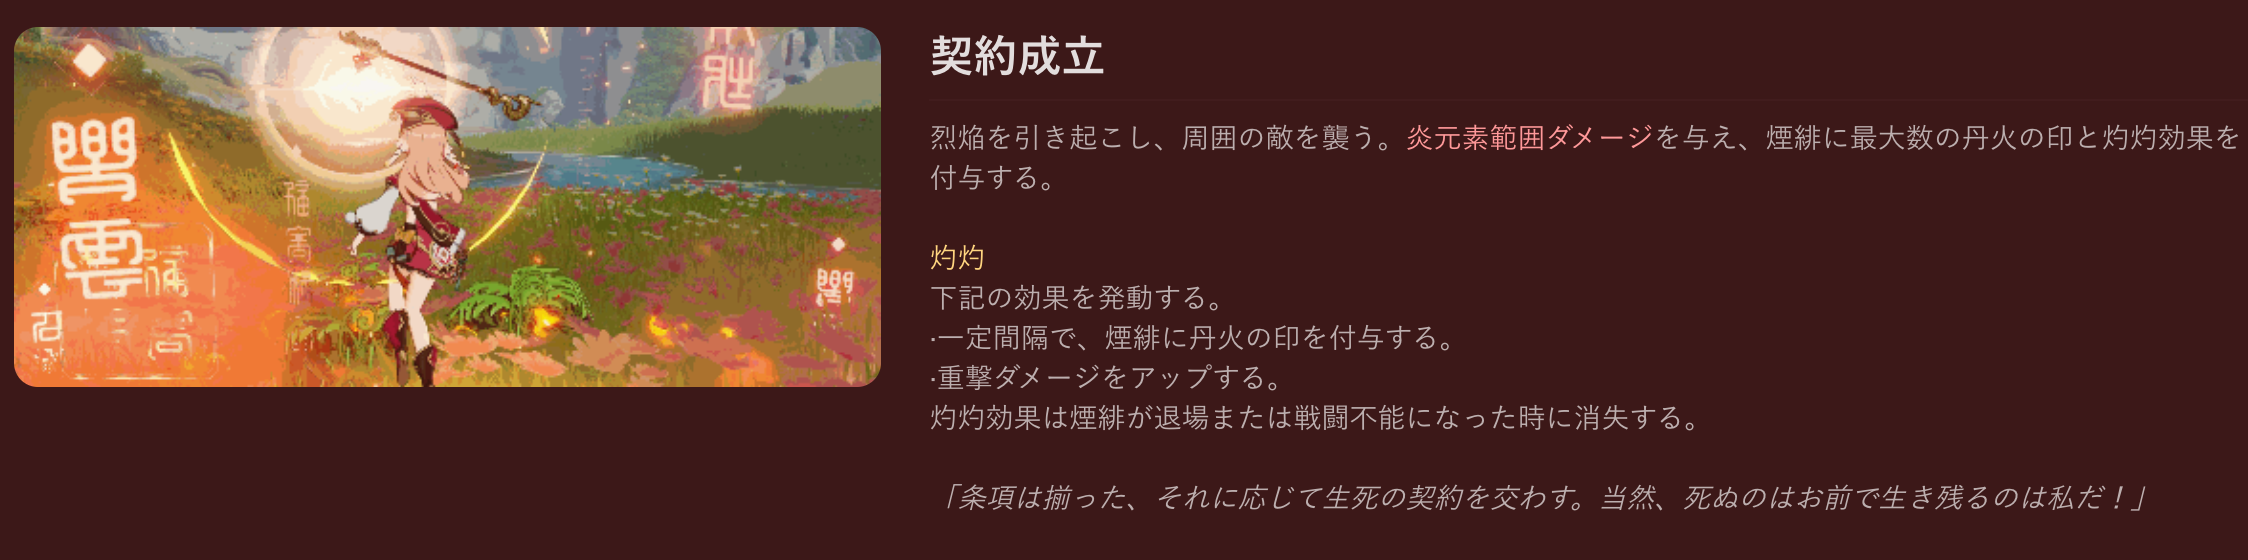 契約成立
烈焔を引き起こし、周囲の敵を襲う。炎元素範囲ダメージを与え、煙緋に最大数の丹火の印と灼灼効果を
付与する。
灼灼
下記の効果を発動する。
·一定間隔で、煙緋に丹火の印を付与する。
·重撃ダメージをアップする。
灼灼効果は煙緋が退場または戦闘不能になった時に消失する。
「条項は揃った、それに応じて生死の契約を交わす。当然、死ぬのはお前で生き残るのは私だ！」